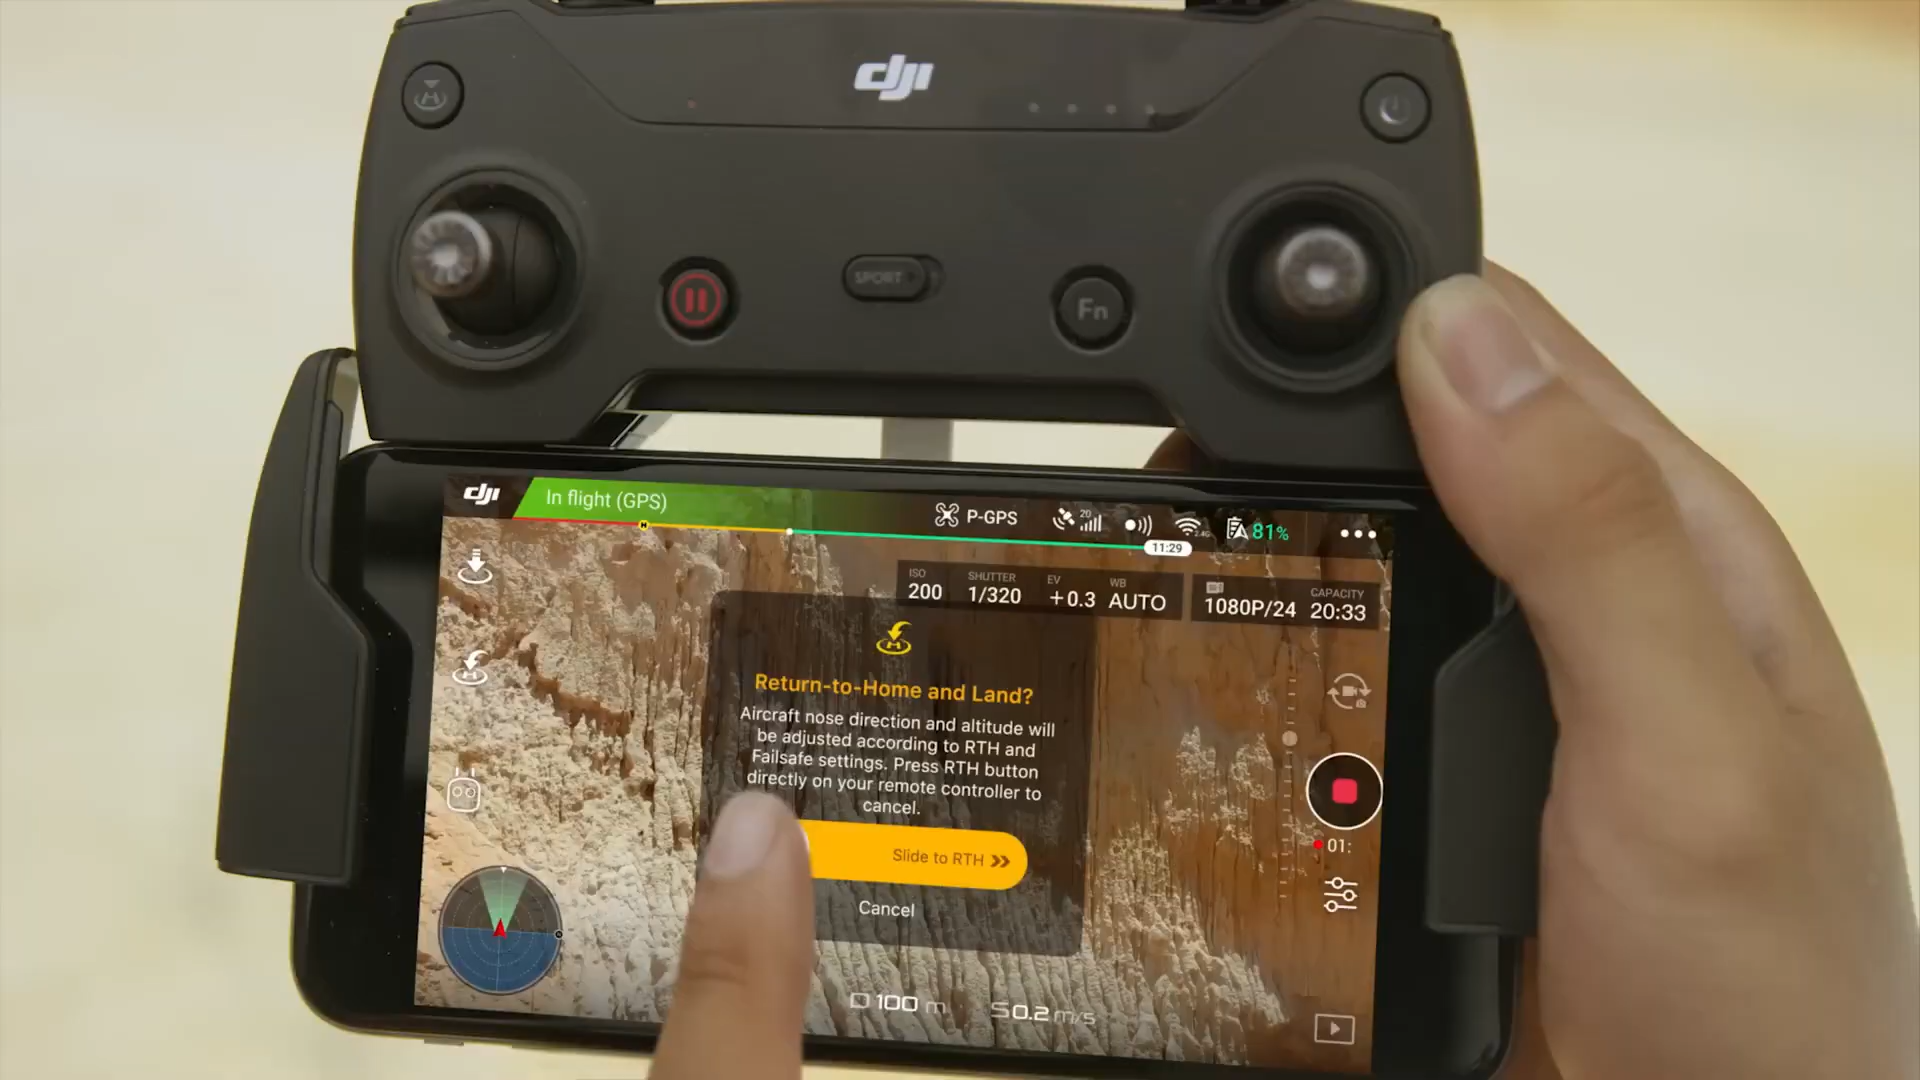 dji
H
SPORT
Fn
dji
In flight (GPS)
H
P-GPS
20
2.4G
81%
11:29
ISO
200
SHUTTER
1/320
EV
+0.3
WB
AUTO
1080P/24
CAPACITY
20:33
H
Return-to-Home and Land?
Aircraft nose direction and altitude will
be adjusted according to RTH and
Failsafe settings. Press RTH button
directly on your remote controller to
cancel.
Slide to RTH
Cancel
01:
D 100 m
S 0.2 m/s